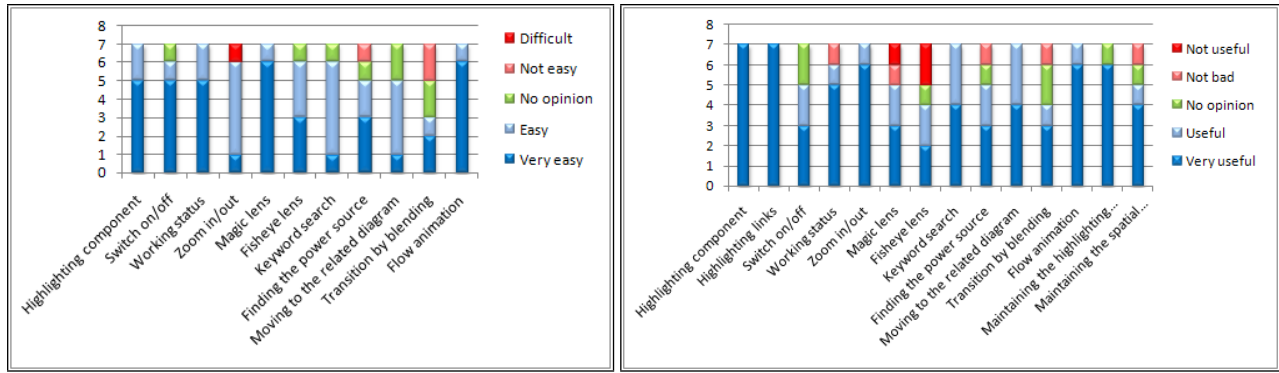 8
7
6
5
4
3
2
1
0
Highlighting component
Switch on/off
Working status
Zoom in/out
Magic lens
Fisheye lens
Keyword search
Finding the power source
Moving to the related diagram
Transition by blending
Flow animation
Difficult
Not easy
No opinion
Easy
Very easy
8
7
6
5
4
3
2
1
0
Highlighting component
Highlighting links
Switch on/off
Working status
Zoom in/out
Magic lens
Fisheye lens
Keyword search
Finding the power source
Moving to the related diagram
Transition by blending
Flow animation
Maintaining the highlighting...
Maintaining the spatial...
Not useful
Not bad
No opinion
Useful
Very useful